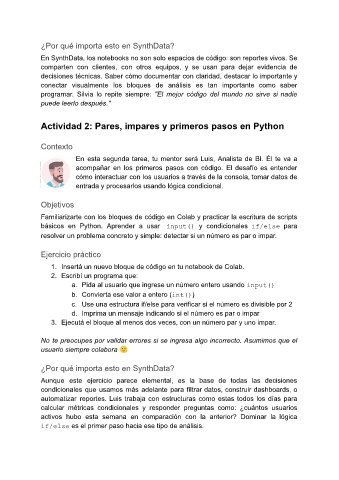 ¿Por qué importa esto en SynthData?
En SynthData, los notebooks no son solo espacios de código: son reportes vivos. Se
comparten con clientes, con otros equipos, y se usan para dejar evidencia de
decisiones técnicas. Saber cómo documentar con claridad, destacar lo importante y
conectar visualmente los bloques de análisis es tan importante como saber
programar. Silvia lo repite siempre: "El mejor código del mundo no sirve si nadie
puede leerlo después."
Actividad 2: Pares, impares y primeros pasos en Python
Contexto
En esta segunda tarea, tu mentor será Luis, Analista de BI. Él te va a
acompañar en los primeros pasos con código. El desafío es entender
cómo interactuar con los usuarios a través de la consola, tomar datos de
entrada y procesarlos usando lógica condicional.
Objetivos
Familiarizarte con los bloques de código en Colab y practicar la escritura de scripts
básicos en Python. Aprender a usar input() y condicionales if/else para
resolver un problema concreto y simple: detectar si un número es par o impar.
Ejercicio práctico
1. Insertá un nuevo bloque de código en tu notebook de Colab.
2. Escribí un programa que:
a. Pida al usuario que ingrese un número entero usando input()
b. Convierta ese valor a entero (int())
c. Use una estructura if/else para verificar si el número es divisible por 2
d. Imprima un mensaje indicando si el número es par o impar
3. Ejecutá el bloque al menos dos veces, con un número par y uno impar.
No te preocupes por validar errores si se ingresa algo incorrecto. Asumimos que el
usuario siempre colabora 🙂
¿Por qué importa esto en SynthData?
Aunque este ejercicio parece elemental, es la base de todas las decisiones
condicionales que usamos más adelante para filtrar datos, construir dashboards, o
automatizar reportes. Luis trabaja con estructuras como estas todos los días para
calcular métricas condicionales y responder preguntas como: ¿cuántos usuarios
activos hubo esta semana en comparación con la anterior? Dominar la lógica
if/else es el primer paso hacia ese tipo de análisis.